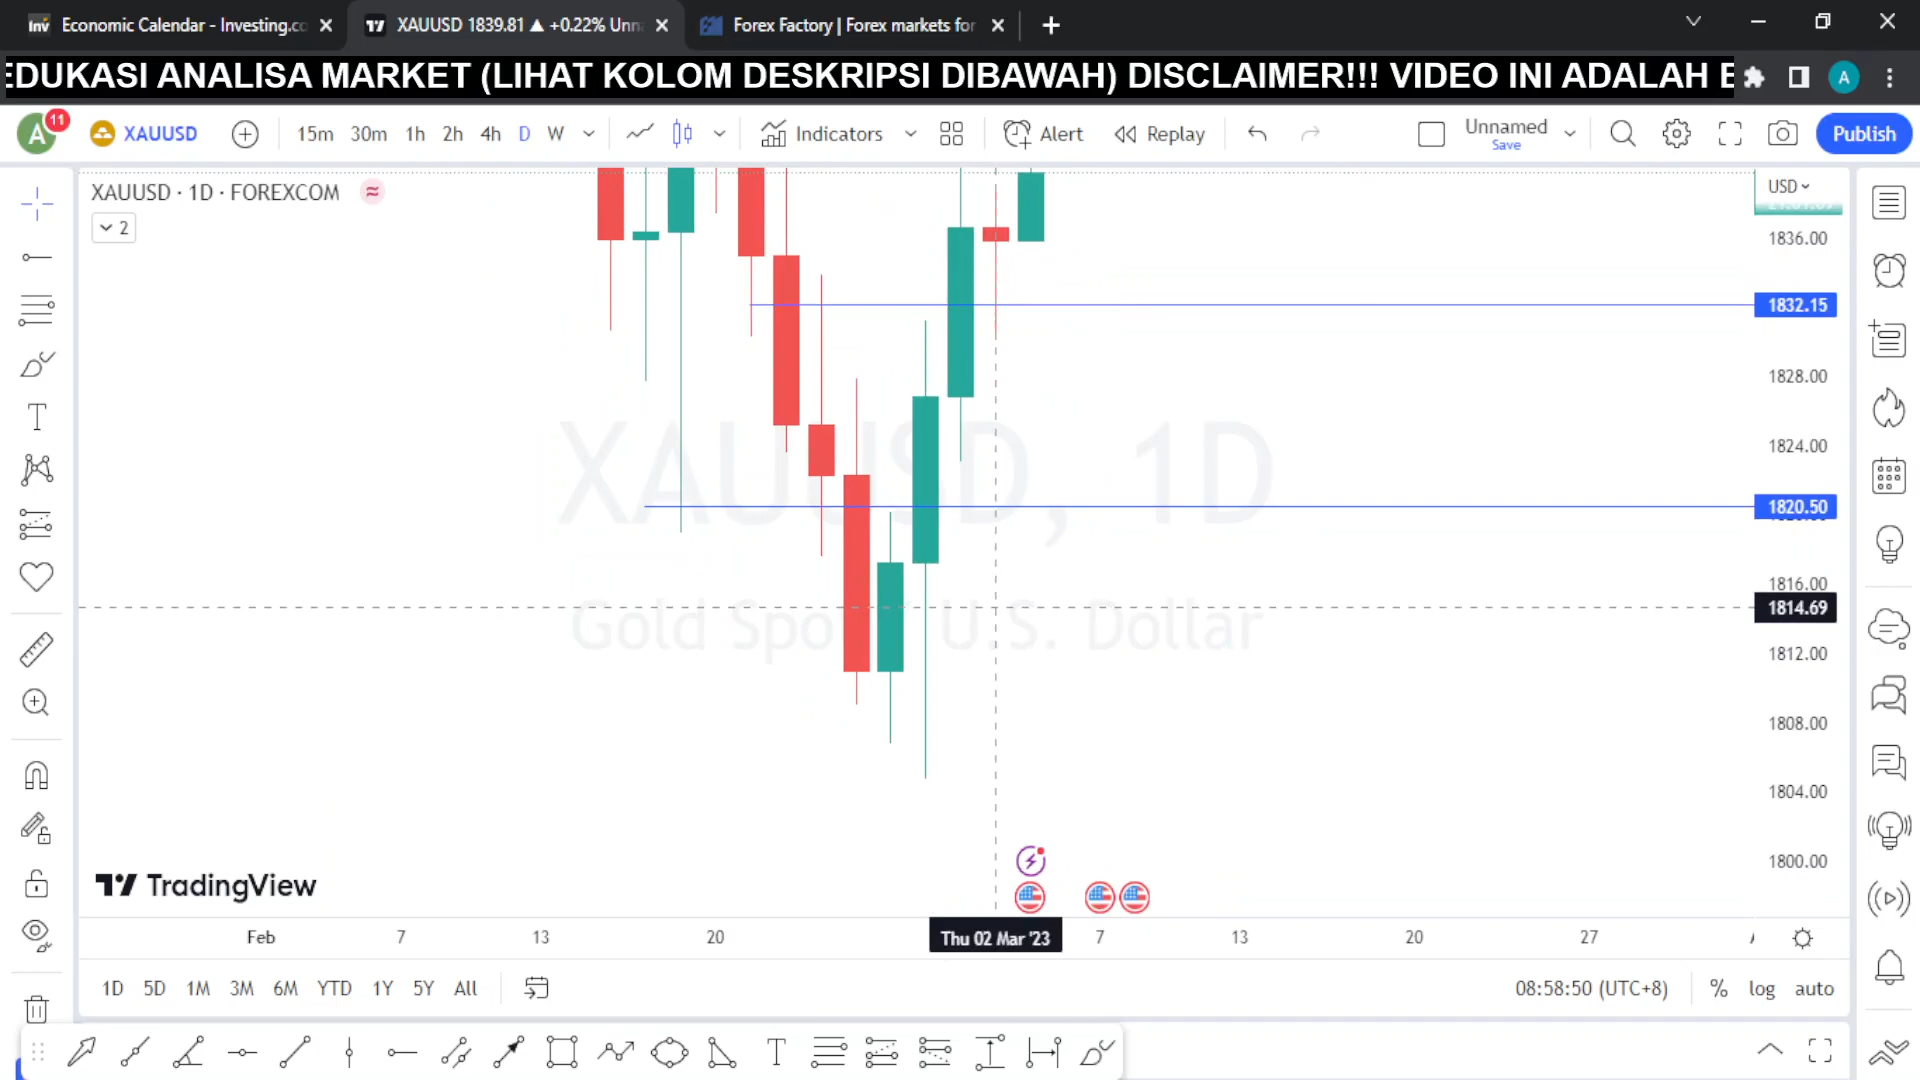 Economic Calendar - Investing.co
XAUUSD 1839.81 ▲ +0.22% Unn
Forex Factory | Forex markets for
EDUKASI ANALISA MARKET (LIHAT KOLOM DESKRIPSI DIBAWAH) DISCLAIMER!!! VIDEO INI ADALAH E
A
A 11 XAUUSD 15m 30m 1h 2h 4h D W Indicators Alert Replay Unnamed Save Publish
XAUUSD · 1D · FOREXCOM
2
USD
1836.00
1832.15
1828.00
1824.00
1820.50
1816.00
1814.69
1812.00
1808.00
1804.00
1800.00
XAUUSD, 1D
Gold Spo U.S. Dollar
TradingView
Feb 7 13 20 Thu 02 Mar '23 7 13 20 27
1D 5D 1M 3M 6M YTD 1Y 5Y All 08:58:50 (UTC+8) % log auto